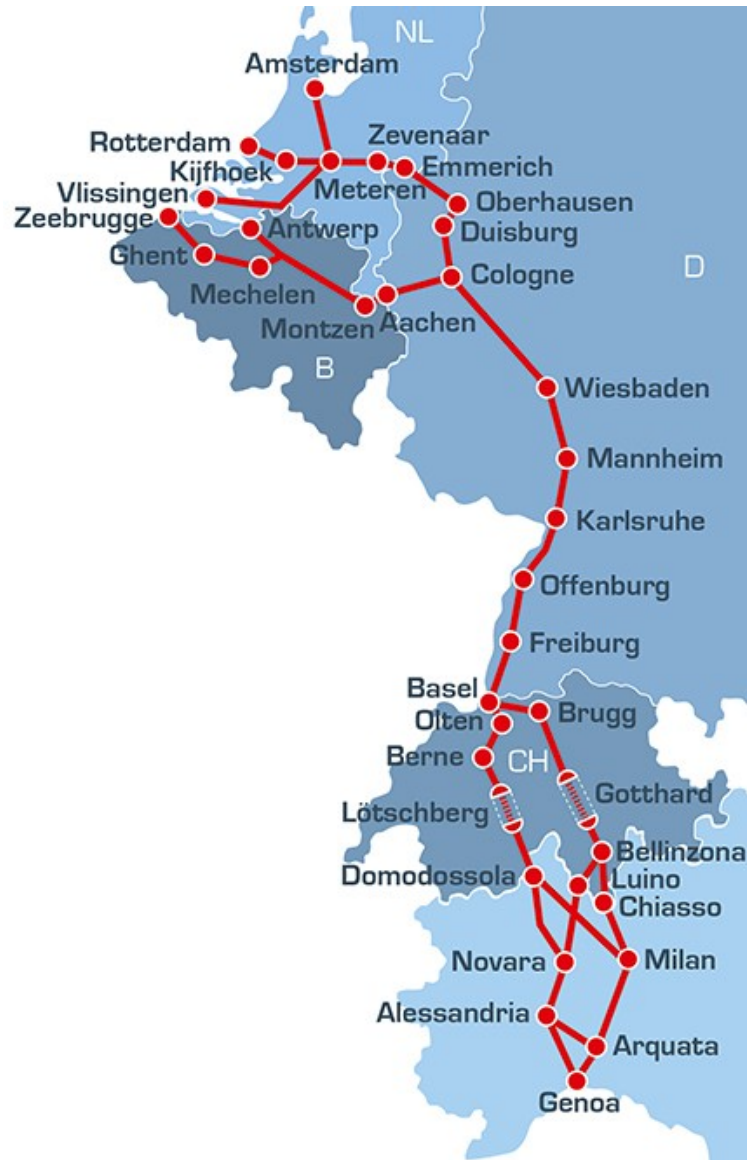 NL
Amsterdam
Rotterdam
Zevenaar
Kijfhoek
Emmerich
Meteren
Vlissingen
Oberhausen
Zeebrugge
Antwerp
Duisburg
Ghent
Cologne
D
Mechelen
Aachen
Montzen
B
Wiesbaden
Mannheim
Karlsruhe
Offenburg
Freiburg
Basel
Brugg
Olten
Berne
CH
Gotthard
Lötschberg
Bellinzona
Domodossola
Luino
Chiasso
Novara
Milan
Alessandria
Arquata
Genoa